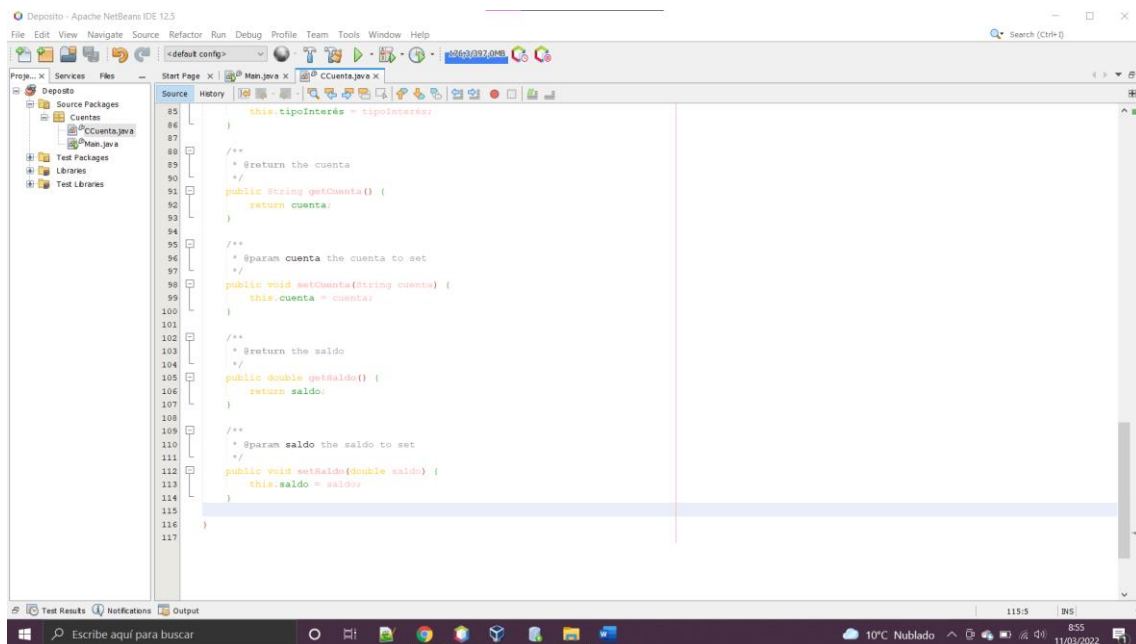 Deposito - Apache NetBeans IDE 12.5
File Edit View Navigate Source Refactor Run Debug Profile Team Tools Window Help
Search (Ctrl+I)
<default config>
Proje... X Services Files
Start Page X Main.java X CCuenta.java X
Deposito
Source Packages
Cuentas
CCuenta.java
Main.java
Test Packages
Libraries
Test Libraries
Source History
85 this.tipoInterés = tipoInterés;
86 }
87
88 /**
89 * @return the cuenta
90 */
91 public String getCuenta() {
92 return cuenta;
93 }
94
95 /**
96 * @param cuenta the cuenta to set
97 */
98 public void setCuenta(String cuenta) {
99 this.cuenta = cuenta;
100 }
101
102 /**
103 * @return the saldo
104 */
105 public double getSaldo() {
106 return saldo;
107 }
108
109 /**
110 * @param saldo the saldo to set
111 */
112 public void setSaldo(double saldo) {
113 this.saldo = saldo;
114 }
115
116 }
117
Test Results Notifications Output
115:5 INS
Escribe aquí para buscar
10°C Nublado
8:55
11/03/2022